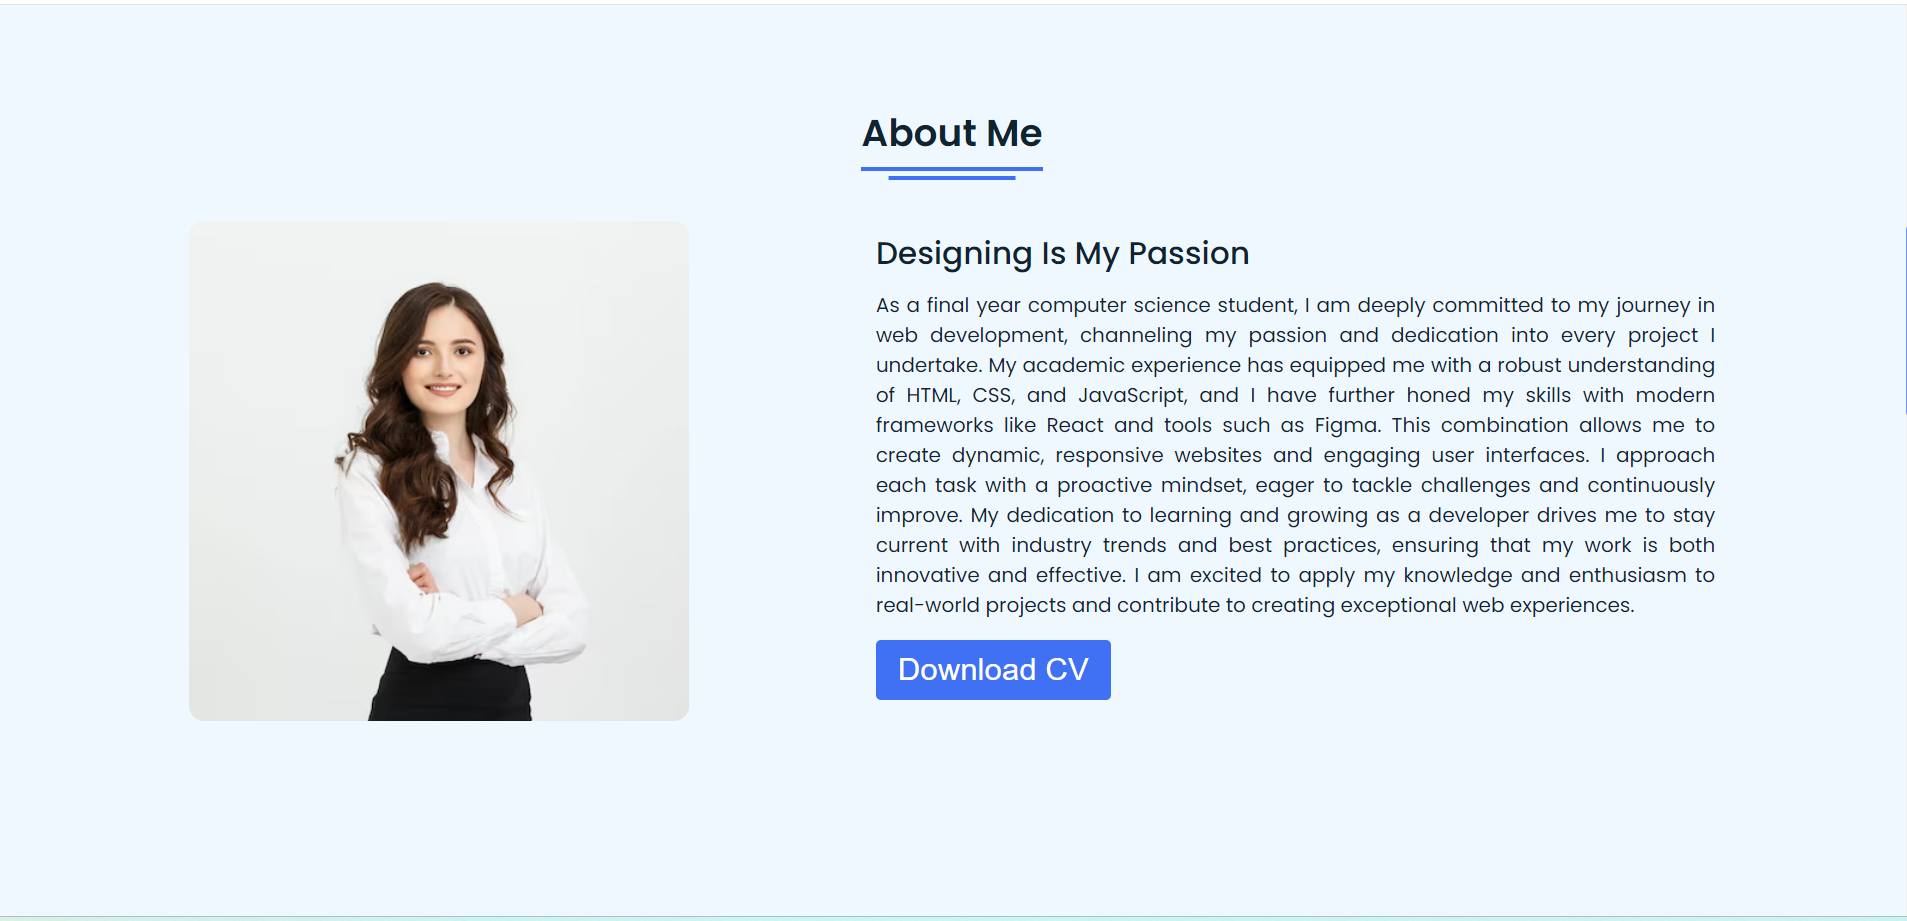 About Me
Designing Is My Passion
As a final year computer science student, I am deeply committed to my journey in
web development, channeling my passion and dedication into every project I
undertake. My academic experience has equipped me with a robust understanding
of HTML, CSS, and JavaScript, and I have further honed my skills with modern
frameworks like React and tools such as Figma. This combination allows me to
create dynamic, responsive websites and engaging user interfaces. I approach
each task with a proactive mindset, eager to tackle challenges and continuously
improve. My dedication to learning and growing as a developer drives me to stay
current with industry trends and best practices, ensuring that my work is both
innovative and effective. I am excited to apply my knowledge and enthusiasm to
real-world projects and contribute to creating exceptional web experiences.
Download CV